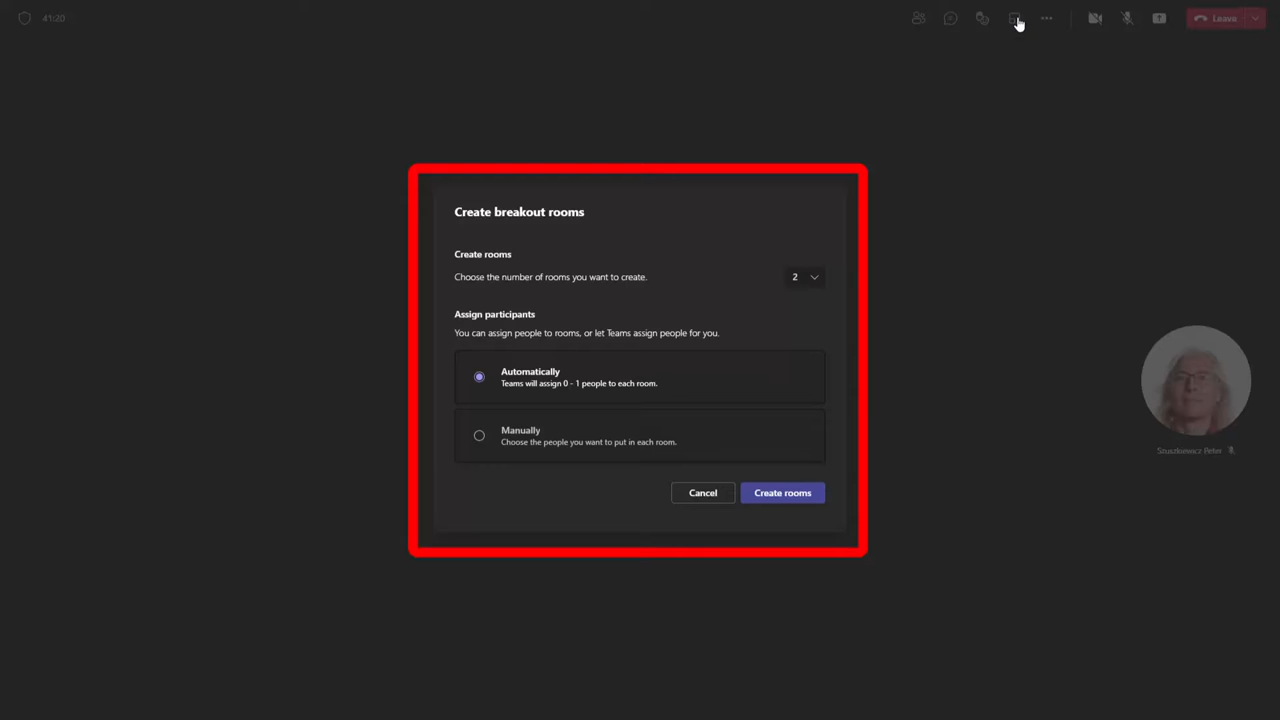 41:20
Leave
Create breakout rooms
Create rooms
Choose the number of rooms you want to create.
2
Assign participants
You can assign people to rooms, or let Teams assign people for you.
Automatically
Teams will assign 0 - 1 people to each room.
Manually
Choose the people you want to put in each room.
Szuszkiewicz Peter
Cancel
Create rooms